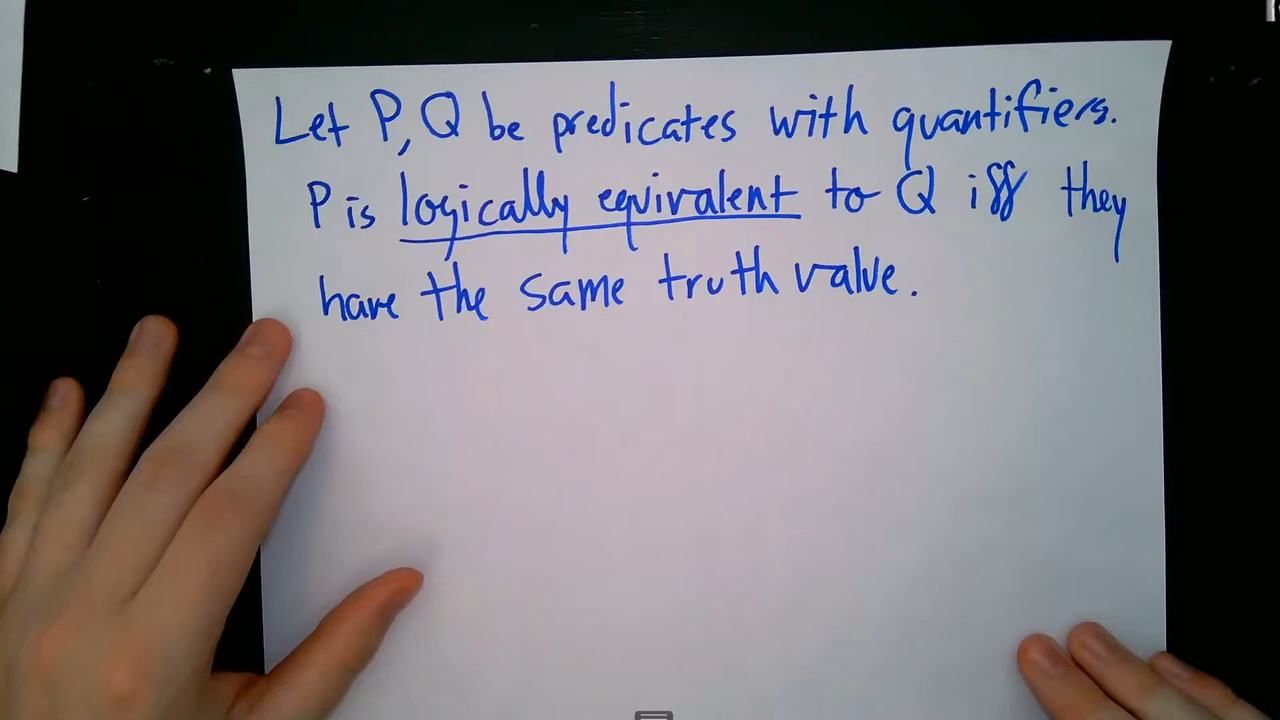 Let P, Q be predicates with quantifiers.
P is logically equivalent to Q iff they
have the same truth value.